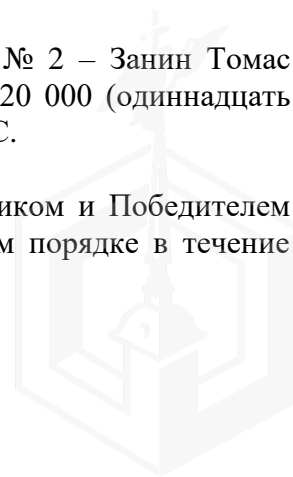 № 2 – Занин Томас
20 000 (одиннадцать
С.
иком и Победителем
м порядке в течение